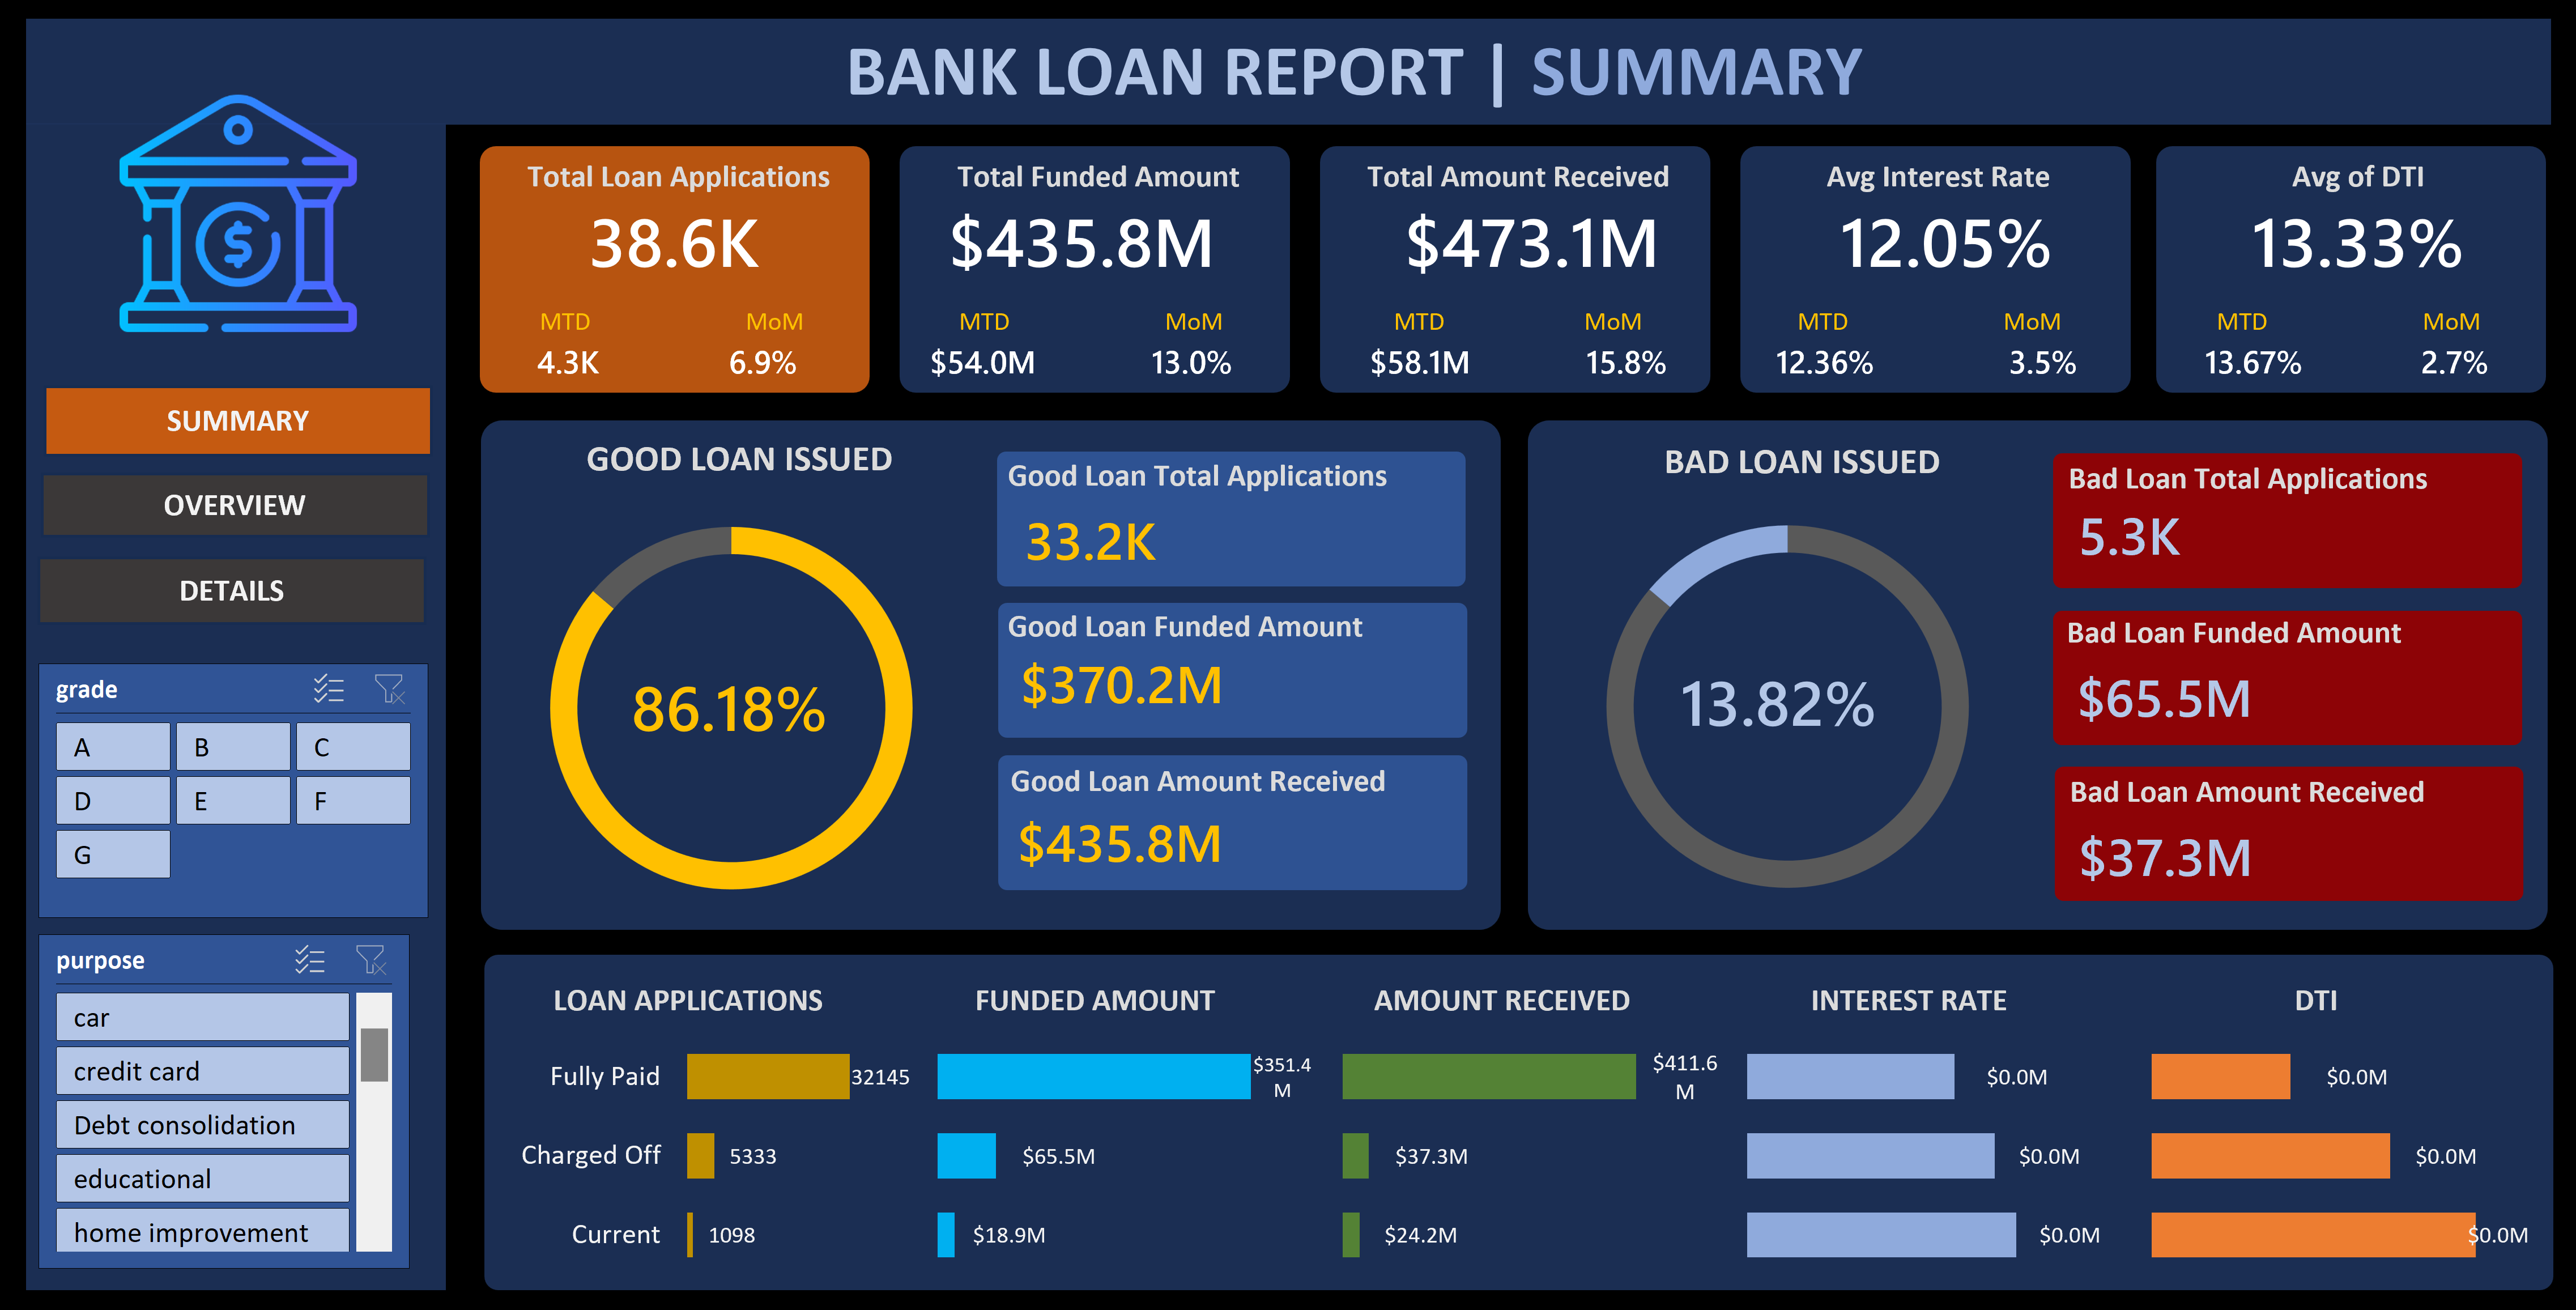 BANK LOAN REPORT | SUMMARY
$
SUMMARY
OVERVIEW
DETAILS
grade
A B C
D E F
G
purpose
car
credit card
Debt consolidation
educational
home improvement
Total Loan Applications
38.6K
MTD MoM
4.3K 6.9%
Total Funded Amount
$435.8M
MTD MoM
$54.0M 13.0%
Total Amount Received
$473.1M
MTD MoM
$58.1M 15.8%
Avg Interest Rate
12.05%
MTD MoM
12.36% 3.5%
Avg of DTI
13.33%
MTD MoM
13.67% 2.7%
GOOD LOAN ISSUED
86.18%
Good Loan Total Applications
33.2K
Good Loan Funded Amount
$370.2M
Good Loan Amount Received
$435.8M
BAD LOAN ISSUED
13.82%
Bad Loan Total Applications
5.3K
Bad Loan Funded Amount
$65.5M
Bad Loan Amount Received
$37.3M
LOAN APPLICATIONS FUNDED AMOUNT AMOUNT RECEIVED INTEREST RATE DTI
Fully Paid 32145 $351.4
M $411.6
M $0.0M $0.0M
Charged Off 5333 $65.5M $37.3M $0.0M $0.0M
Current 1098 $18.9M $24.2M $0.0M $0.0M